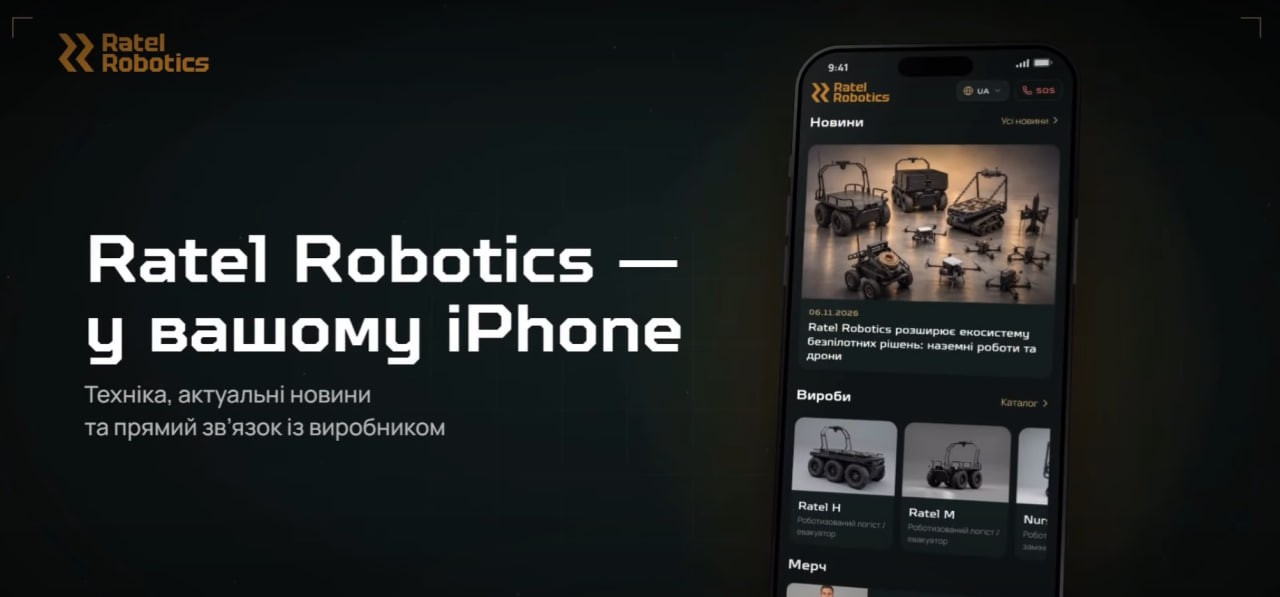 Ratel
Robotics
Ratel Robotics —
у вашому iPhone
Техніка, актуальні новини
та прямий зв’язок із виробником
9:41
Ratel
Robotics
UA
SOS
Новини
Усі новини
06.11.2026
Ratel Robotics розширює екосистему
безпілотних рішень: наземні роботи та
дрони
Вироби
Каталог
Ratel H
Роботизований логіст /
евакуатор
Ratel M
Роботизований логіст /
евакуатор
Мерч